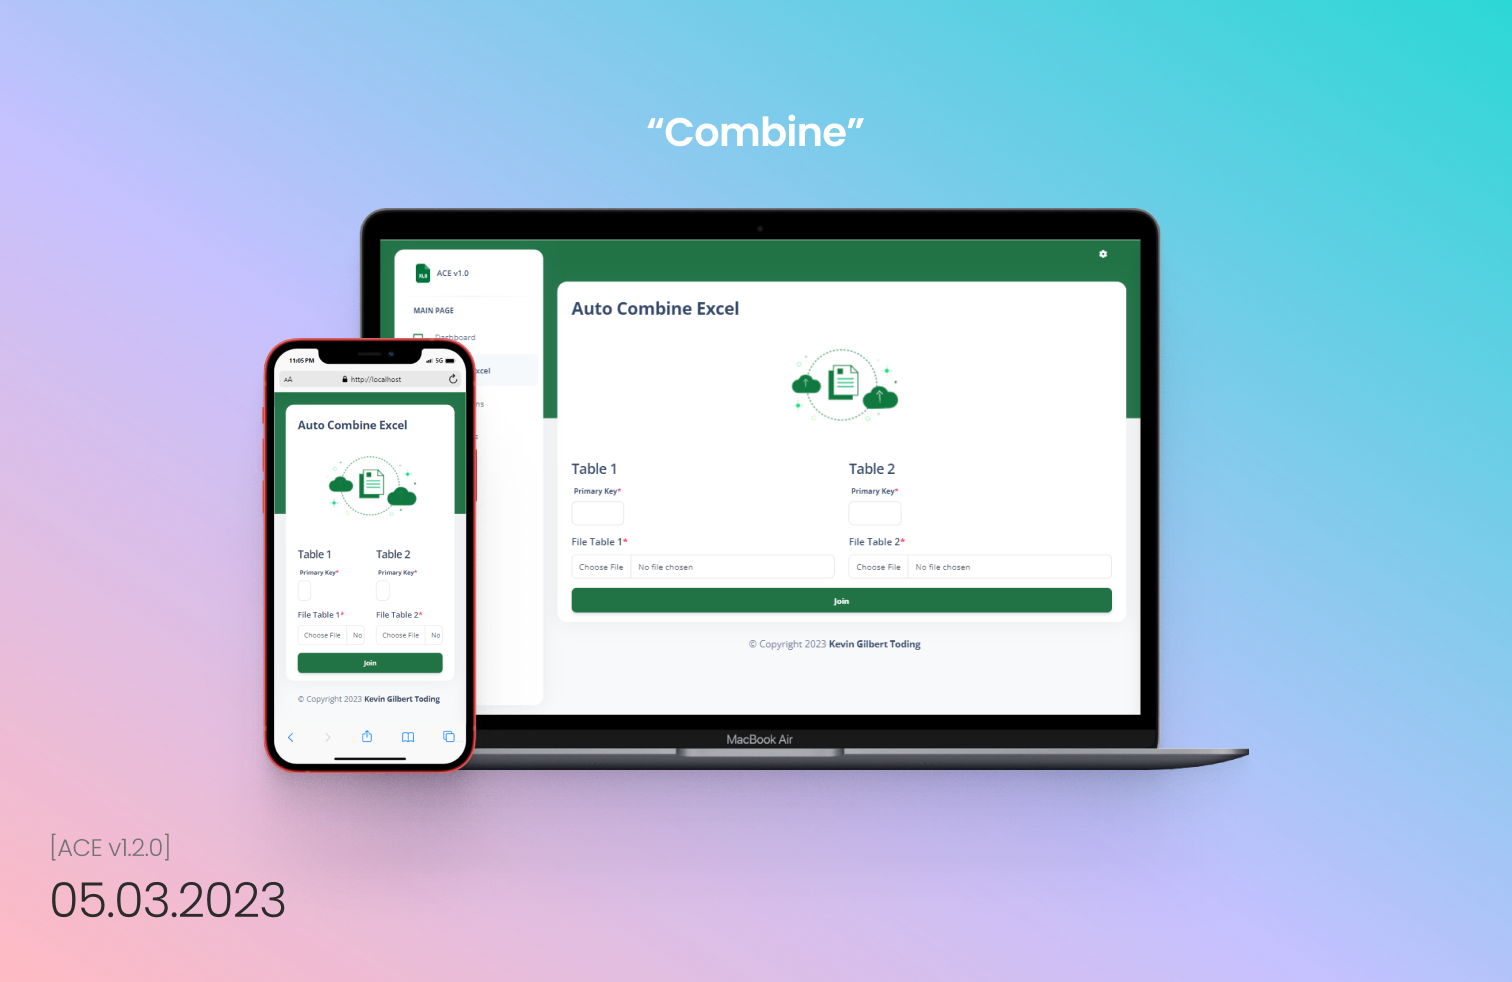 “Combine”
XLS
ACE v1.0
MAIN PAGE
Dashboard
Auto Combine Excel
Table 1
Table 2
Primary Key*
Primary Key*
File Table 1*
File Table 2*
Choose File
No file chosen
Choose File
No file chosen
Join
© Copyright 2023 Kevin Gilbert Toding
MacBook Air
11:05 PM
5G
AA
http://localhost
Auto Combine Excel
Table 1
Table 2
Primary Key*
Primary Key*
File Table 1*
File Table 2*
Choose File
No
Choose File
No
Join
© Copyright 2023 Kevin Gilbert Toding
[ACE v1.2.0]
05.03.2023